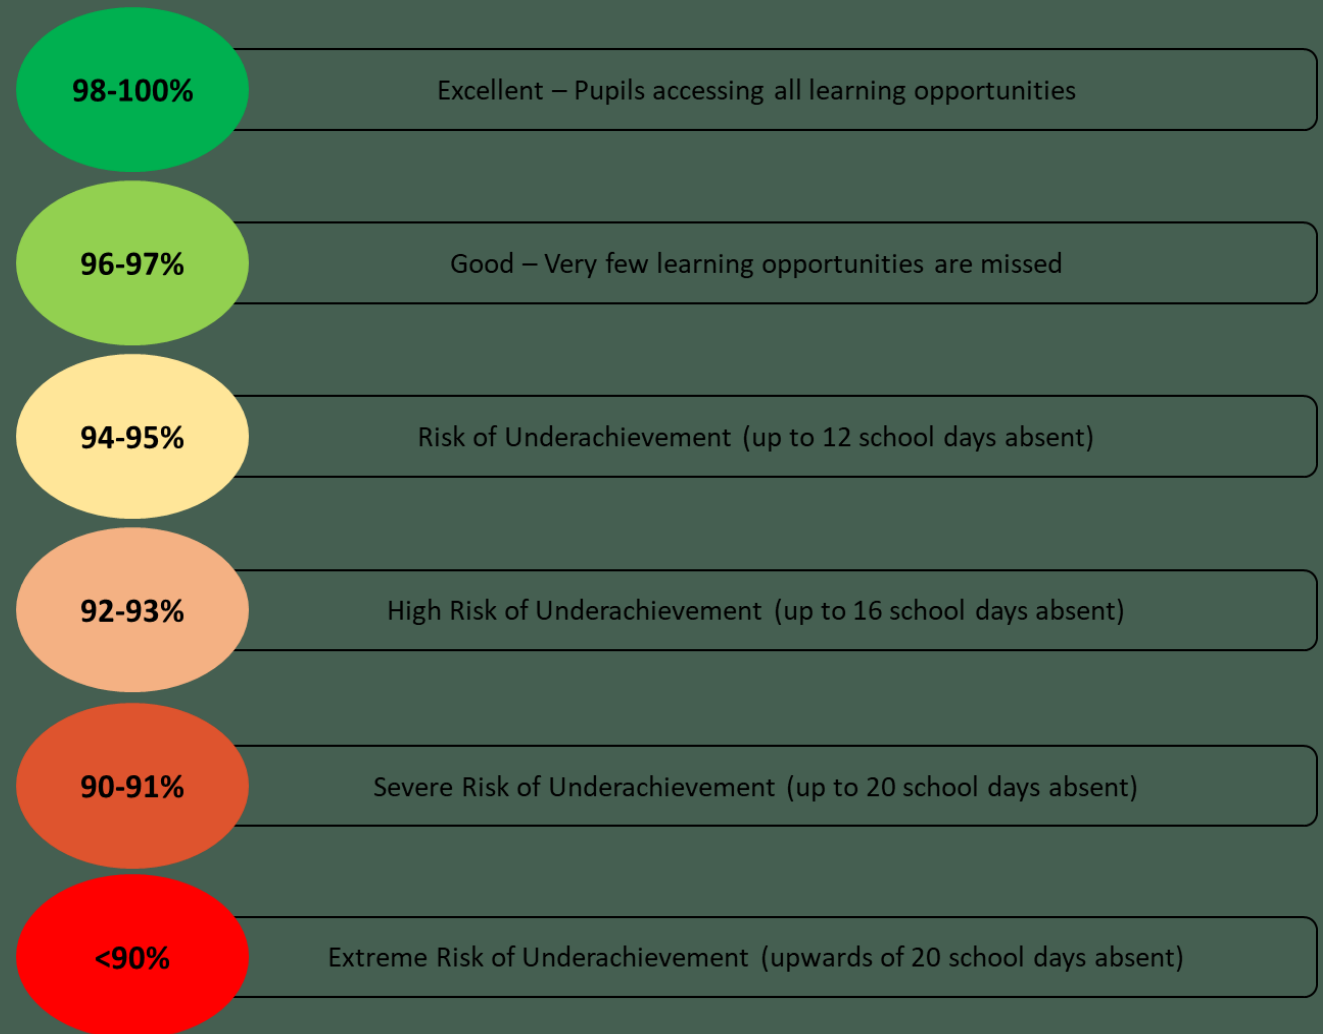 98-100%
Excellent – Pupils accessing all learning opportunities
96-97%
Good – Very few learning opportunities are missed
94-95%
Risk of Underachievement (up to 12 school days absent)
92-93%
High Risk of Underachievement (up to 16 school days absent)
90-91%
Severe Risk of Underachievement (up to 20 school days absent)
<90%
Extreme Risk of Underachievement (upwards of 20 school days absent)